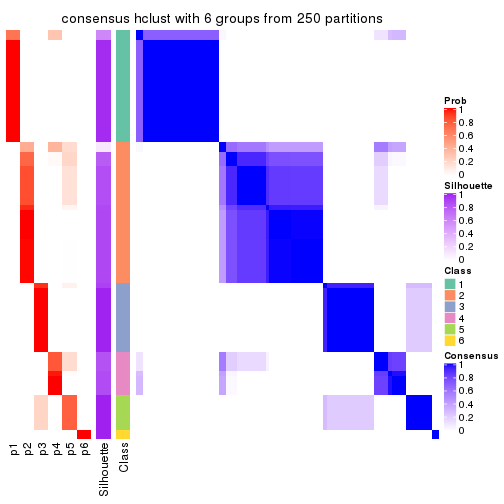 consensus hclust with 6 groups from 250 partitions
Prob
1
0.8
0.6
0.4
0.2
0
Silhouette
1
0.8
0.6
0.4
0.2
0
Class
1
2
3
4
5
6
Consensus
1
0.8
0.6
0.4
0.2
0
p1
p2
p3
p4
p5
p6
Silhouette
Class